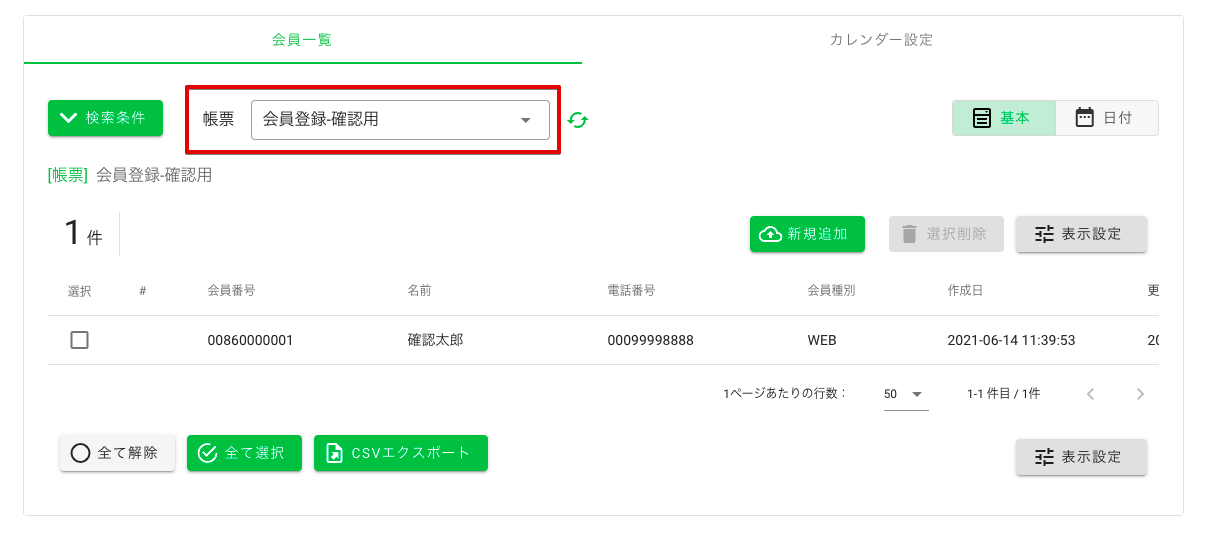 会員一覧 カレンダー設定
検索条件 帳票 会員登録-確認用 基本 日付
[帳票] 会員登録-確認用
1 件 新規追加 選択削除 表示設定
選択 # 会員番号 名前 電話番号 会員種別 作成日 更
00860000001 確認太郎 00099998888 WEB 2021-06-14 11:39:53 20
1ページあたりの行数： 50 1-1 件目 / 1件
全て解除 全て選択 CSVエクスポート 表示設定